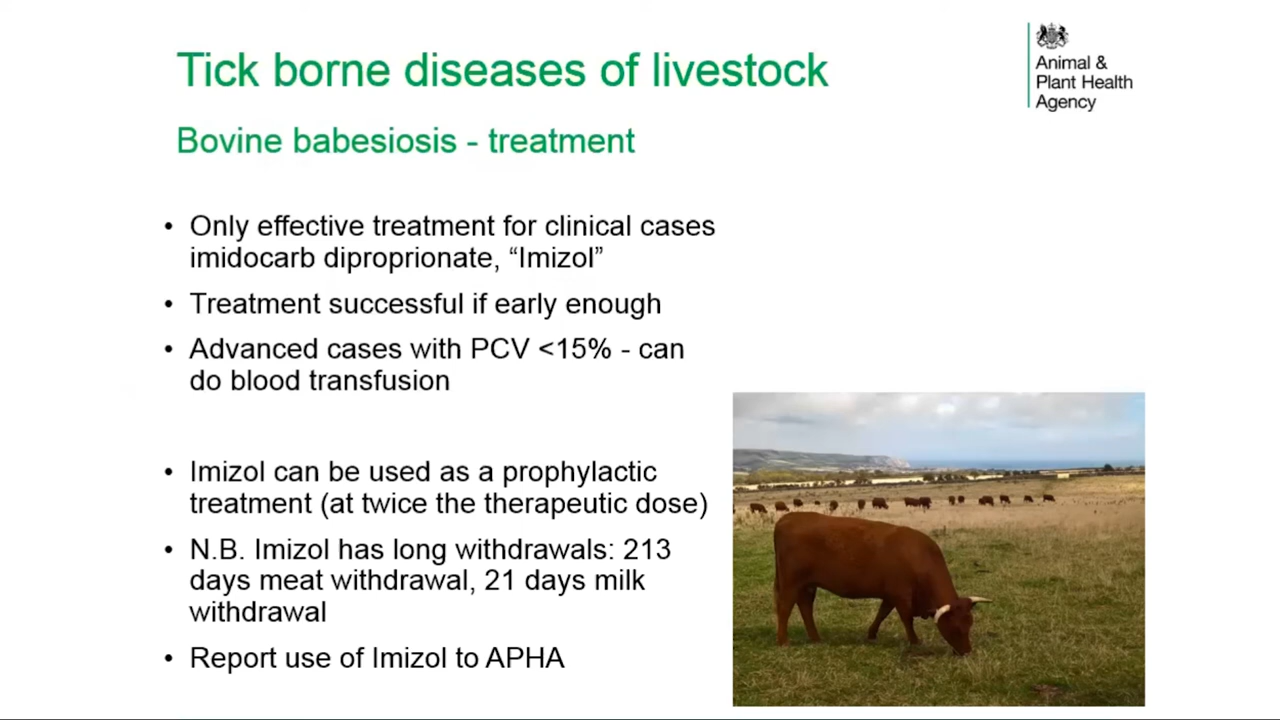 Tick borne diseases of livestock
Animal &
Plant Health
Agency
Bovine babesiosis - treatment
• Only effective treatment for clinical cases
imidocarb diproprionate, “Imizol”
• Treatment successful if early enough
• Advanced cases with PCV <15% - can
do blood transfusion
• Imizol can be used as a prophylactic
treatment (at twice the therapeutic dose)
• N.B. Imizol has long withdrawals: 213
days meat withdrawal, 21 days milk
withdrawal
• Report use of Imizol to APHA